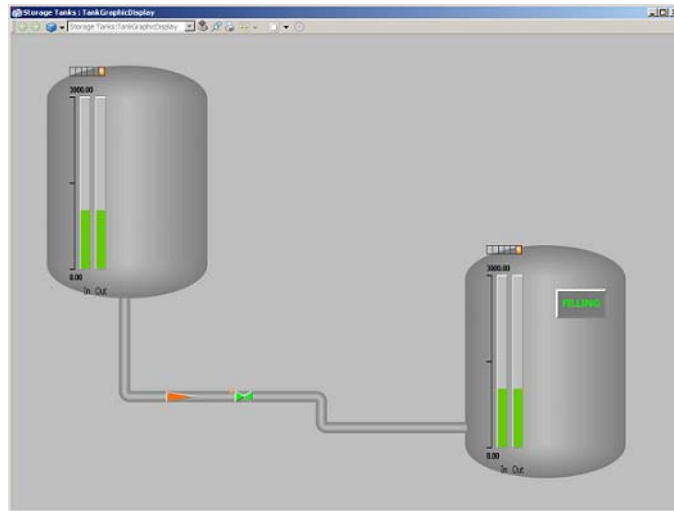 Storage Tanks : TankGraphicDisplay
Storage Tanks:TankGraphicDisplay
3000.00
0.00
In Out
3000.00
FILLING
0.00
In Out